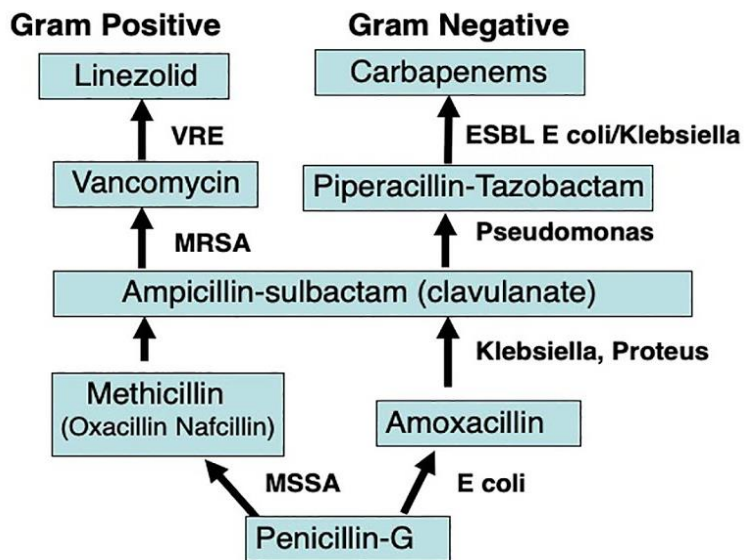 Gram Positive
Gram Negative
Linezolid
Carbapenems
VRE
ESBL E coli/Klebsiella
Vancomycin
Piperacillin-Tazobactam
MRSA
Pseudomonas
Ampicillin-sulbactam (clavulanate)
Klebsiella, Proteus
Methicillin
(Oxacillin Nafcillin)
Amoxacillin
MSSA
E coli
Penicillin-G